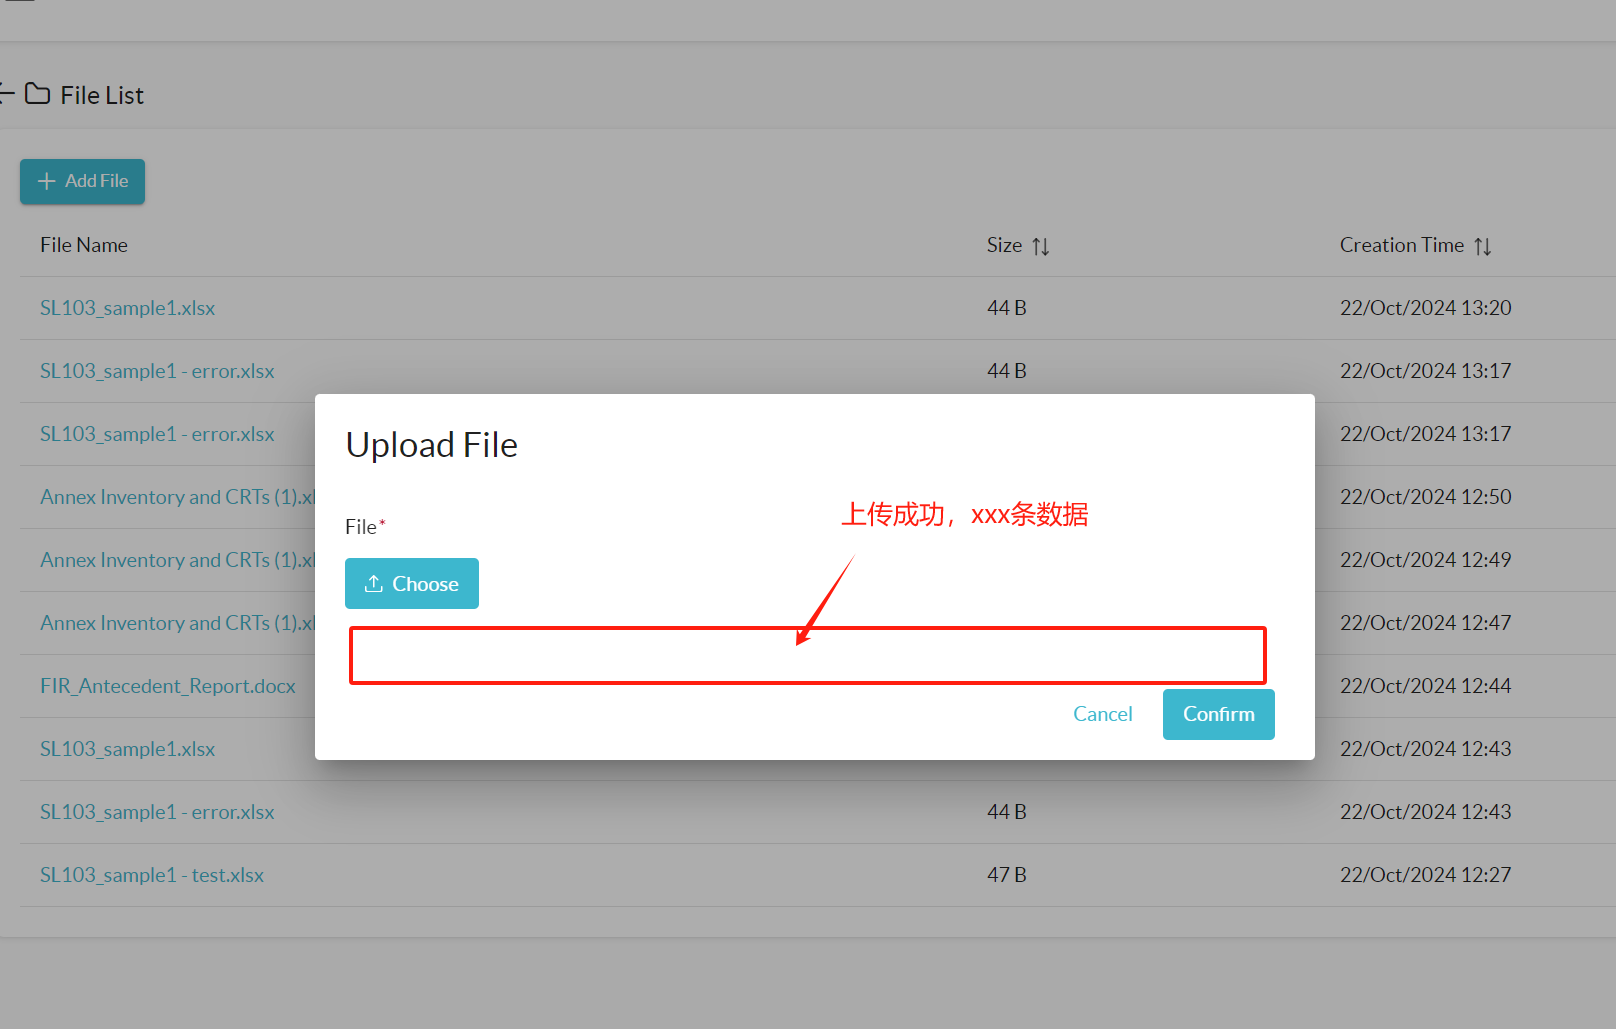 File List
Add File
File Name Size Creation Time
SL103_sample1.xlsx 44 B 22/Oct/2024 13:20
SL103_sample1 - error.xlsx 44 B 22/Oct/2024 13:17
SL103_sample1 - error.xlsx 22/Oct/2024 13:17
Annex Inventory and CRTs (1).xl 22/Oct/2024 12:50
Annex Inventory and CRTs (1).xl 22/Oct/2024 12:49
Annex Inventory and CRTs (1).xl 22/Oct/2024 12:47
FIR_Antecedent_Report.docx 22/Oct/2024 12:44
SL103_sample1.xlsx 22/Oct/2024 12:43
SL103_sample1 - error.xlsx 44 B 22/Oct/2024 12:43
SL103_sample1 - test.xlsx 47 B 22/Oct/2024 12:27
Upload File
上传成功，xxx条数据
File*
Choose
Cancel Confirm